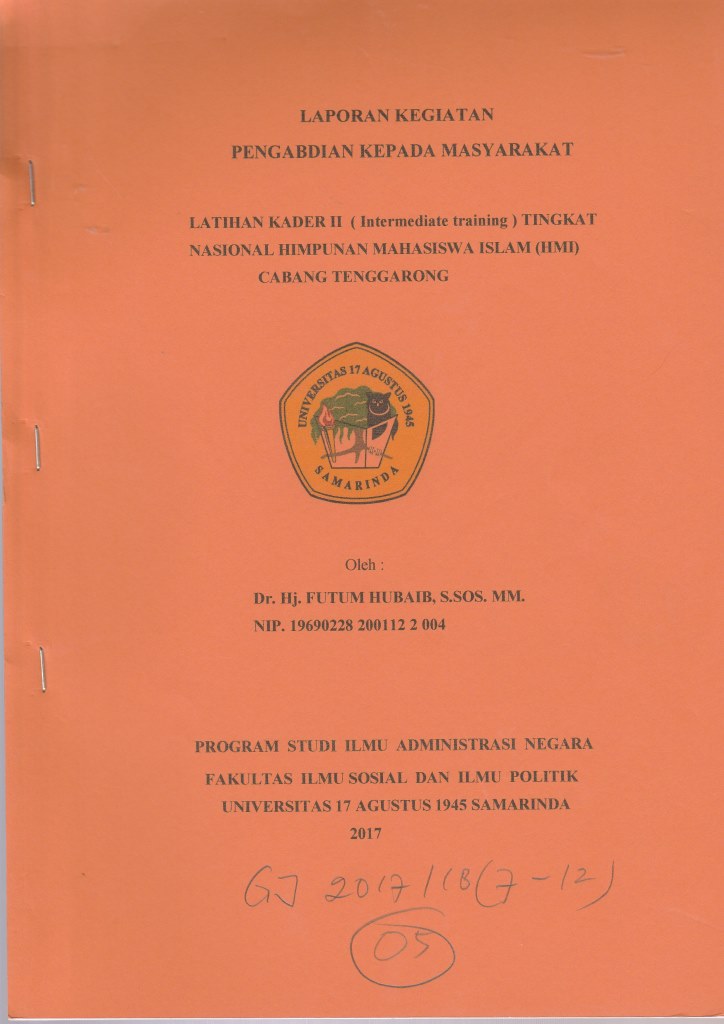 LAPORAN KEGIATAN
PENGABDIAN KEPADA MASYARAKAT
LATIHAN KADER II ( Intermediate training ) TINGKAT
NASIONAL HIMPUNAN MAHASISWA ISLAM (HMI)
CABANG TENGGARONG
UNIVERSITAS 17 AGUSTUS 1945
SAMARINDA
Oleh :
Dr. Hj. FUTUM HUBAIB, S.SOS. MM.
NIP. 19690228 200112 2 004
PROGRAM STUDI ILMU ADMINISTRASI NEGARA
FAKULTAS ILMU SOSIAL DAN ILMU POLITIK
UNIVERSITAS 17 AGUSTUS 1945 SAMARINDA
2017
GJ 2017/18 (7-12)
05